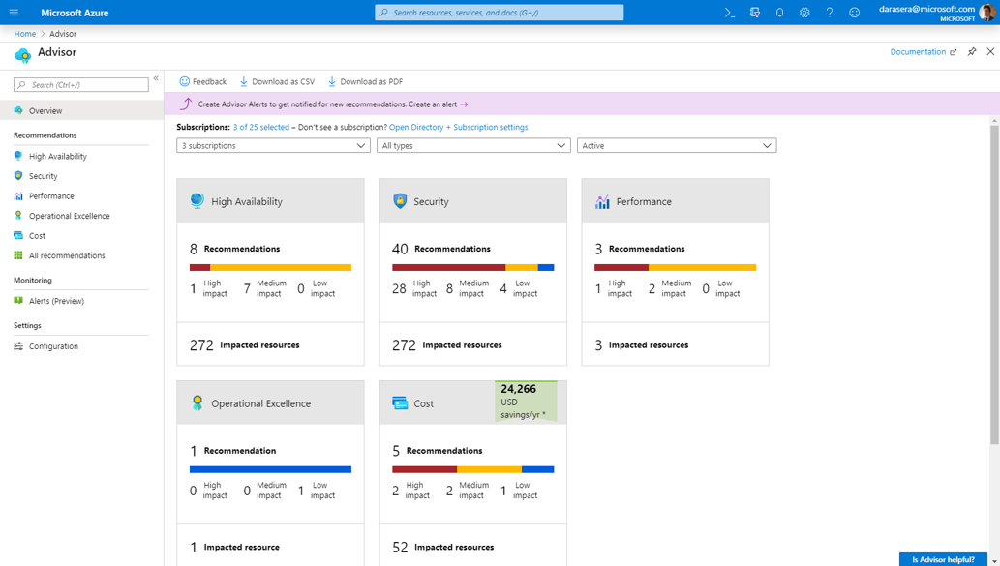 Microsoft Azure
Search resources, services, and docs (G+/)
darasera@microsoft.com
MICROSOFT
Home > Advisor
Advisor
Documentation
Search (Ctrl+/)
«
Overview
Recommendations
High Availability
Security
Performance
Operational Excellence
Cost
All recommendations
Monitoring
Alerts (Preview)
Settings
Configuration
Feedback
Download as CSV
Download as PDF
Create Advisor Alerts to get notified for new recommendations. Create an alert →
Subscriptions: 3 of 25 selected – Don't see a subscription? Open Directory + Subscription settings
3 subscriptions
All types
Active
High Availability
8 Recommendations
1 High impact 7 Medium impact 0 Low impact
272 Impacted resources
Security
40 Recommendations
28 High impact 8 Medium impact 4 Low impact
272 Impacted resources
Performance
3 Recommendations
1 High impact 2 Medium impact 0 Low impact
3 Impacted resources
Operational Excellence
1 Recommendation
0 High impact 0 Medium impact 1 Low impact
1 Impacted resource
Cost
24,266
USD
savings/yr *
5 Recommendations
2 High impact 2 Medium impact 1 Low impact
52 Impacted resources
Is Advisor helpful?